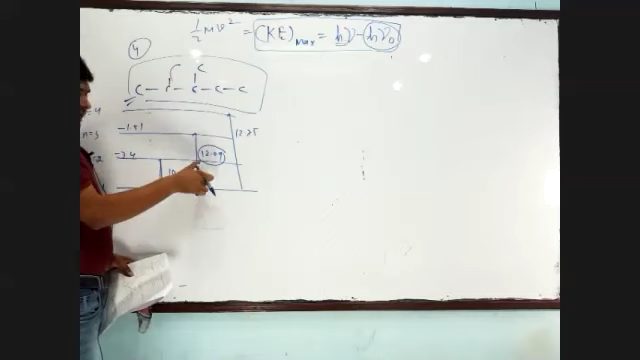 ½ mv² = (KE)max = hν - hν₀
4
C
C - C - C - C - C
n=4
-1.51
n=3
12.75
-3.4
12.09
=2
10